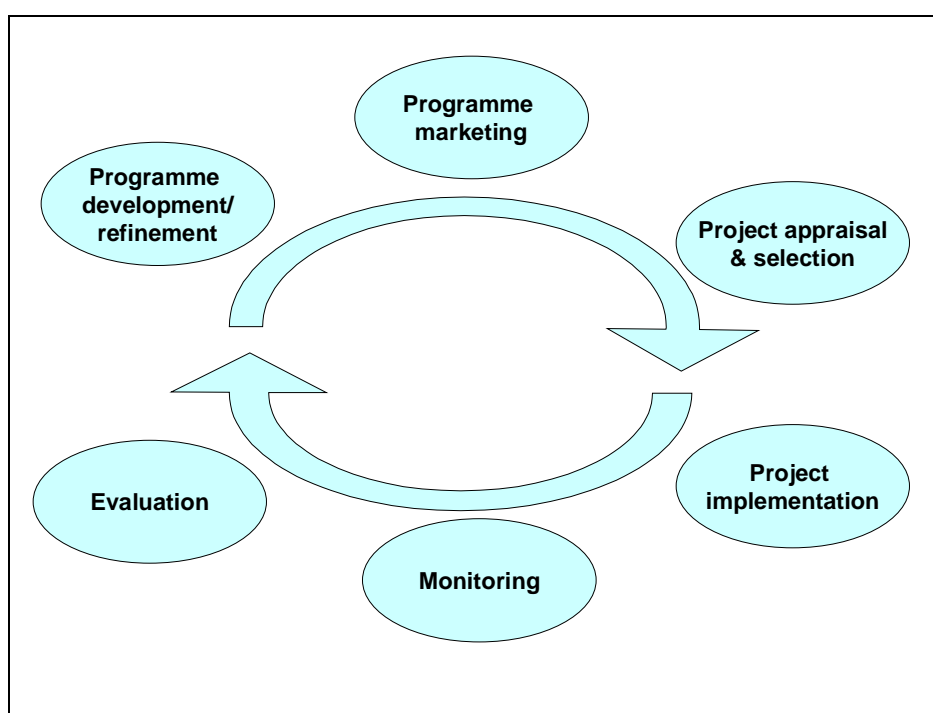 Programme
marketing
Programme
development/
refinement
Project appraisal
& selection
Evaluation
Project
implementation
Monitoring